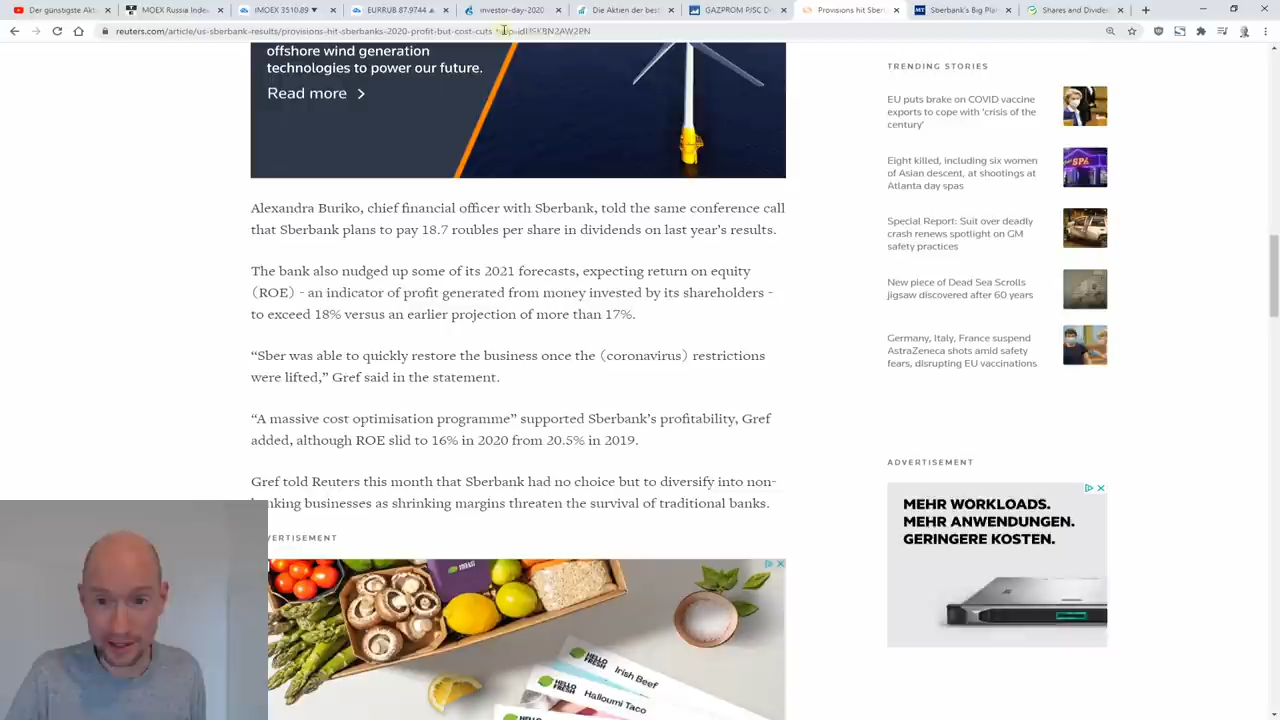 Der günstigste Akt
MOEX Russia Index
IMOEX 3510.89 ▼
EURRUB 87.9744 ▲
investor-day-2020
Die Aktien der best
GAZPROM PJSC D
Provisions hit Sber
Sberbank's Big Pla
Shares and Divide
reuters.com/article/us-sberbank-results/provisions-hit-sberbanks-2020-profit-but-cost-cuts
offshore wind generation
technologies to power our future.
Read more >
Alexandra Buriko, chief financial officer with Sberbank, told the same conference call
that Sberbank plans to pay 18.7 roubles per share in dividends on last year's results.
The bank also nudged up some of its 2021 forecasts, expecting return on equity
(ROE) - an indicator of profit generated from money invested by its shareholders -
to exceed 18% versus an earlier projection of more than 17%.
“Sber was able to quickly restore the business once the (coronavirus) restrictions
were lifted,” Gref said in the statement.
“A massive cost optimisation programme” supported Sberbank's profitability, Gref
added, although ROE slid to 16% in 2020 from 20.5% in 2019.
Gref told Reuters this month that Sberbank had no choice but to diversify into non-
nking businesses as shrinking margins threaten the survival of traditional banks.
VERTISEMENT
HELLO FRESH
Irish Beef
HELLO FRESH
Halloumi Taco
HELLO FRESH
TRENDING STORIES
EU puts brake on COVID vaccine
exports to cope with 'crisis of the
century'
Eight killed, including six women
of Asian descent, at shootings at
Atlanta day spas
SPA
Special Report: Suit over deadly
crash renews spotlight on GM
safety practices
New piece of Dead Sea Scrolls
jigsaw discovered after 60 years
Germany, Italy, France suspend
AstraZeneca shots amid safety
fears, disrupting EU vaccinations
ADVERTISEMENT
MEHR WORKLOADS.
MEHR ANWENDUNGEN.
GERINGERE KOSTEN.